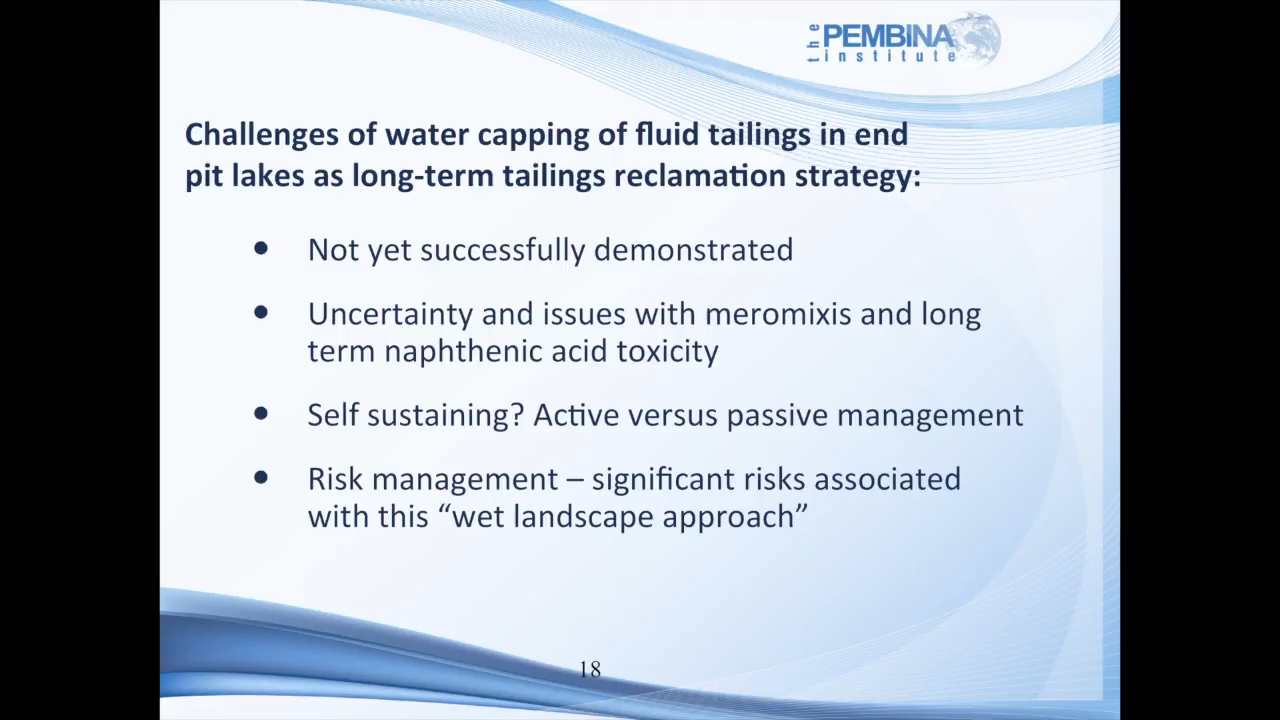 the PEMBINA
institute
Challenges of water capping of fluid tailings in end
pit lakes as long-term tailings reclamation strategy:
• Not yet successfully demonstrated
• Uncertainty and issues with meromixis and long
term naphthenic acid toxicity
• Self sustaining? Active versus passive management
• Risk management – significant risks associated
with this “wet landscape approach”
18